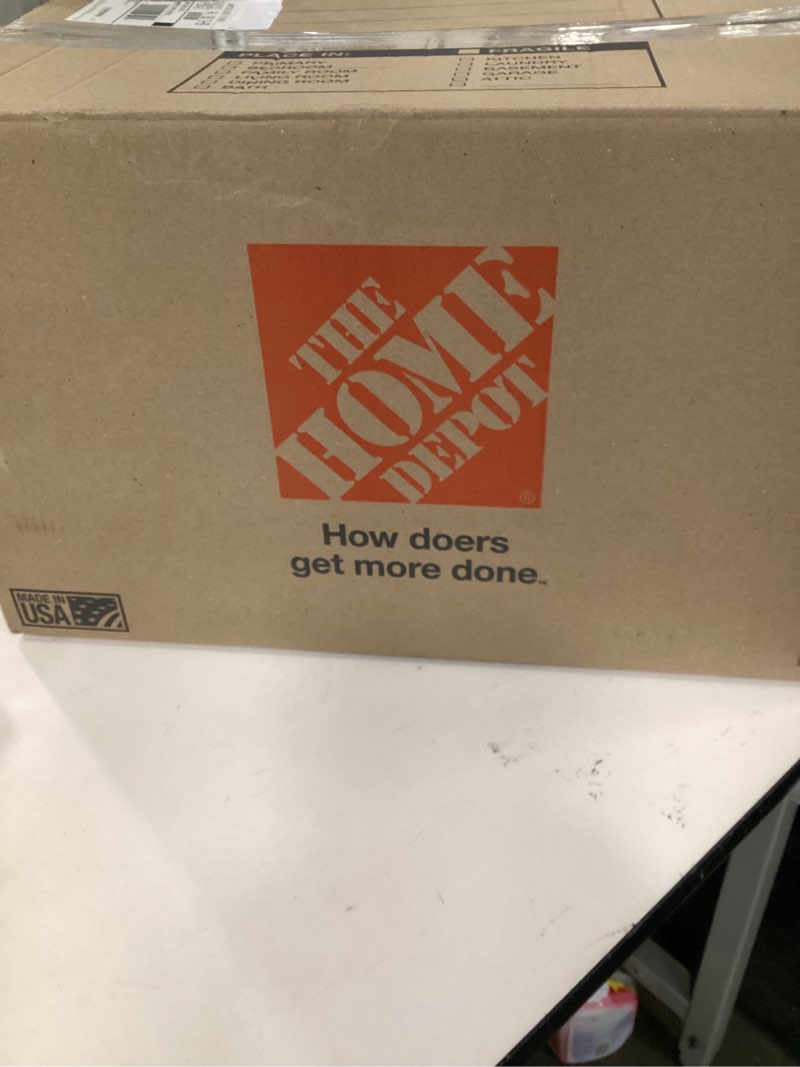 PLACE IN:
FRAGILE
PRIMARY
BEDROOM
FAMILY ROOM
LIVING ROOM
DINING ROOM
BATH
KITCHEN
LAUNDRY
BASEMENT
GARAGE
ATTIC
THE
HOME
DEPOT
®
How doers
get more done™
MADE IN
USA